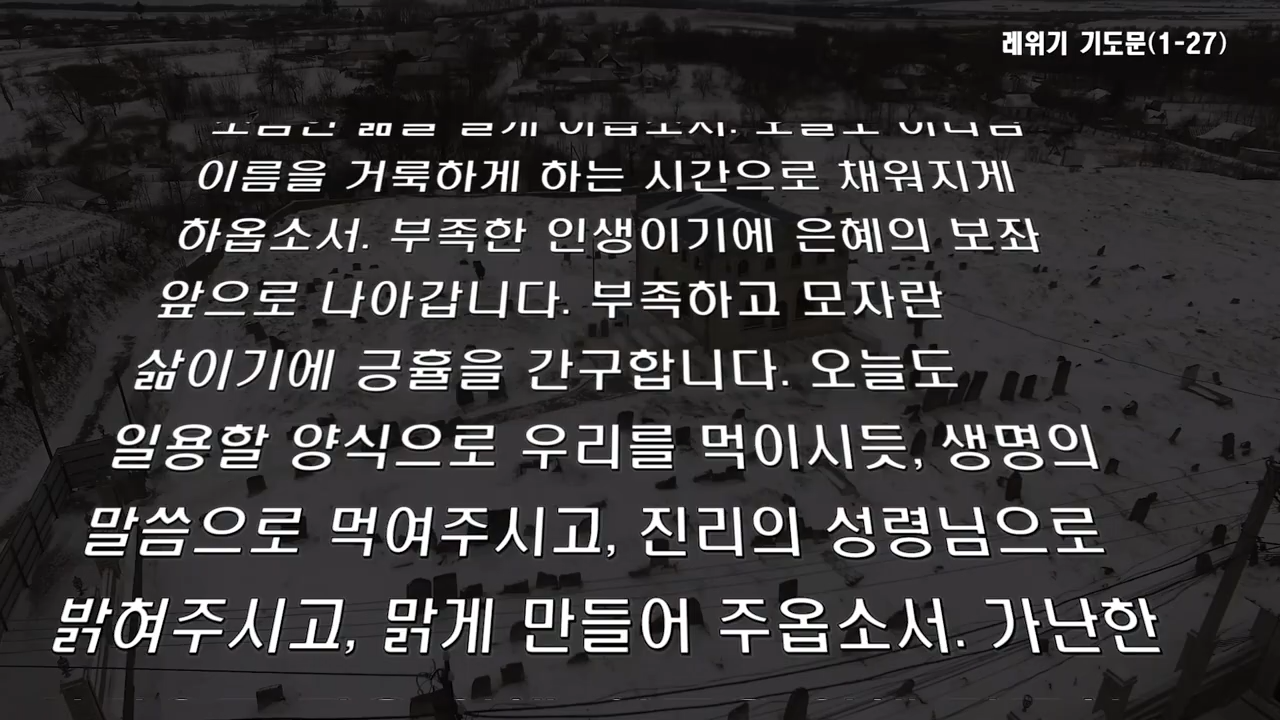 레위기 기도문(1-27)
이름을 거룩하게 하는 시간으로 채워지게
하옵소서. 부족한 인생이기에 은혜의 보좌
앞으로 나아갑니다. 부족하고 모자란
삶이기에 긍휼을 간구합니다. 오늘도
일용할 양식으로 우리를 먹이시듯, 생명의
말씀으로 먹여주시고, 진리의 성령님으로
밝혀주시고, 맑게 만들어 주옵소서. 가난한